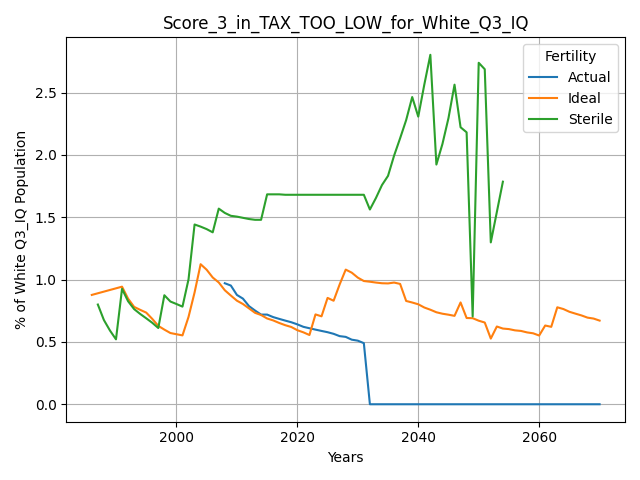 Score_3_in_TAX_TOO_LOW_for_White_Q3_IQ
Fertility
Actual
Ideal
Sterile
% of White Q3_IQ Population
2.5
2.0
1.5
1.0
0.5
0.0
2000 2020 2040 2060
Years